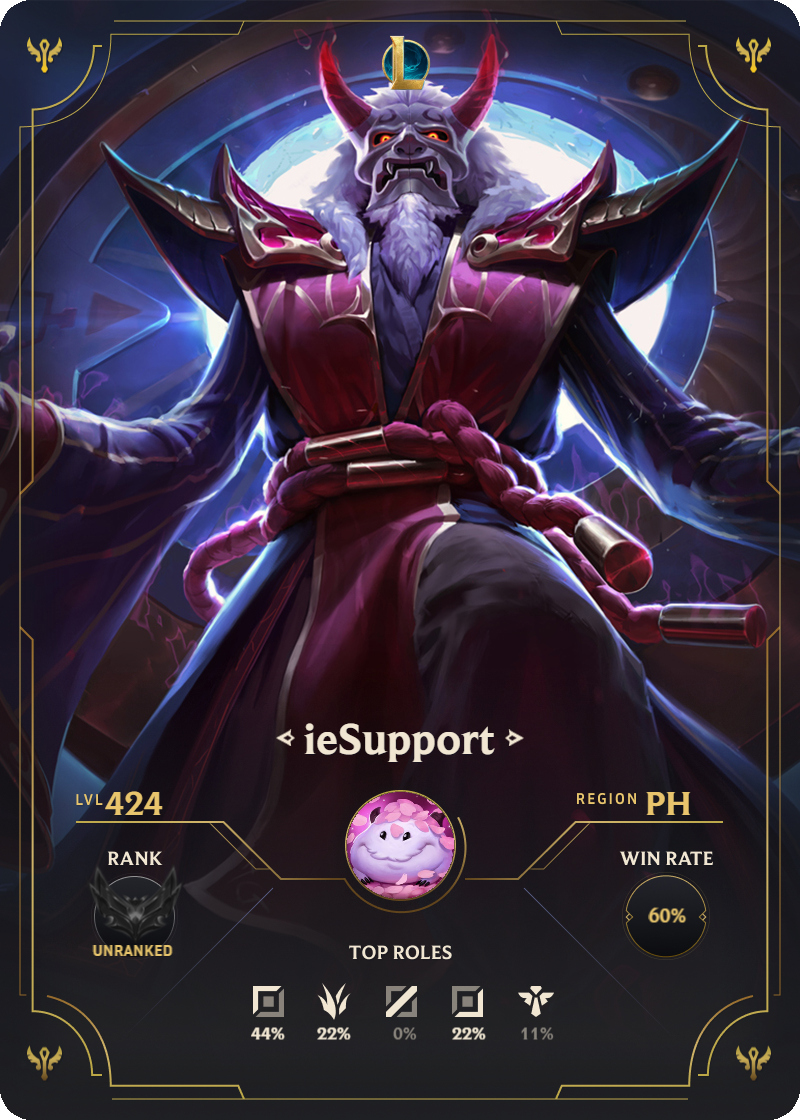 L
ieSupport
LVL 424
REGION PH
RANK
WIN RATE
UNRANKED
60%
TOP ROLES
44% 22% 0% 22% 11%